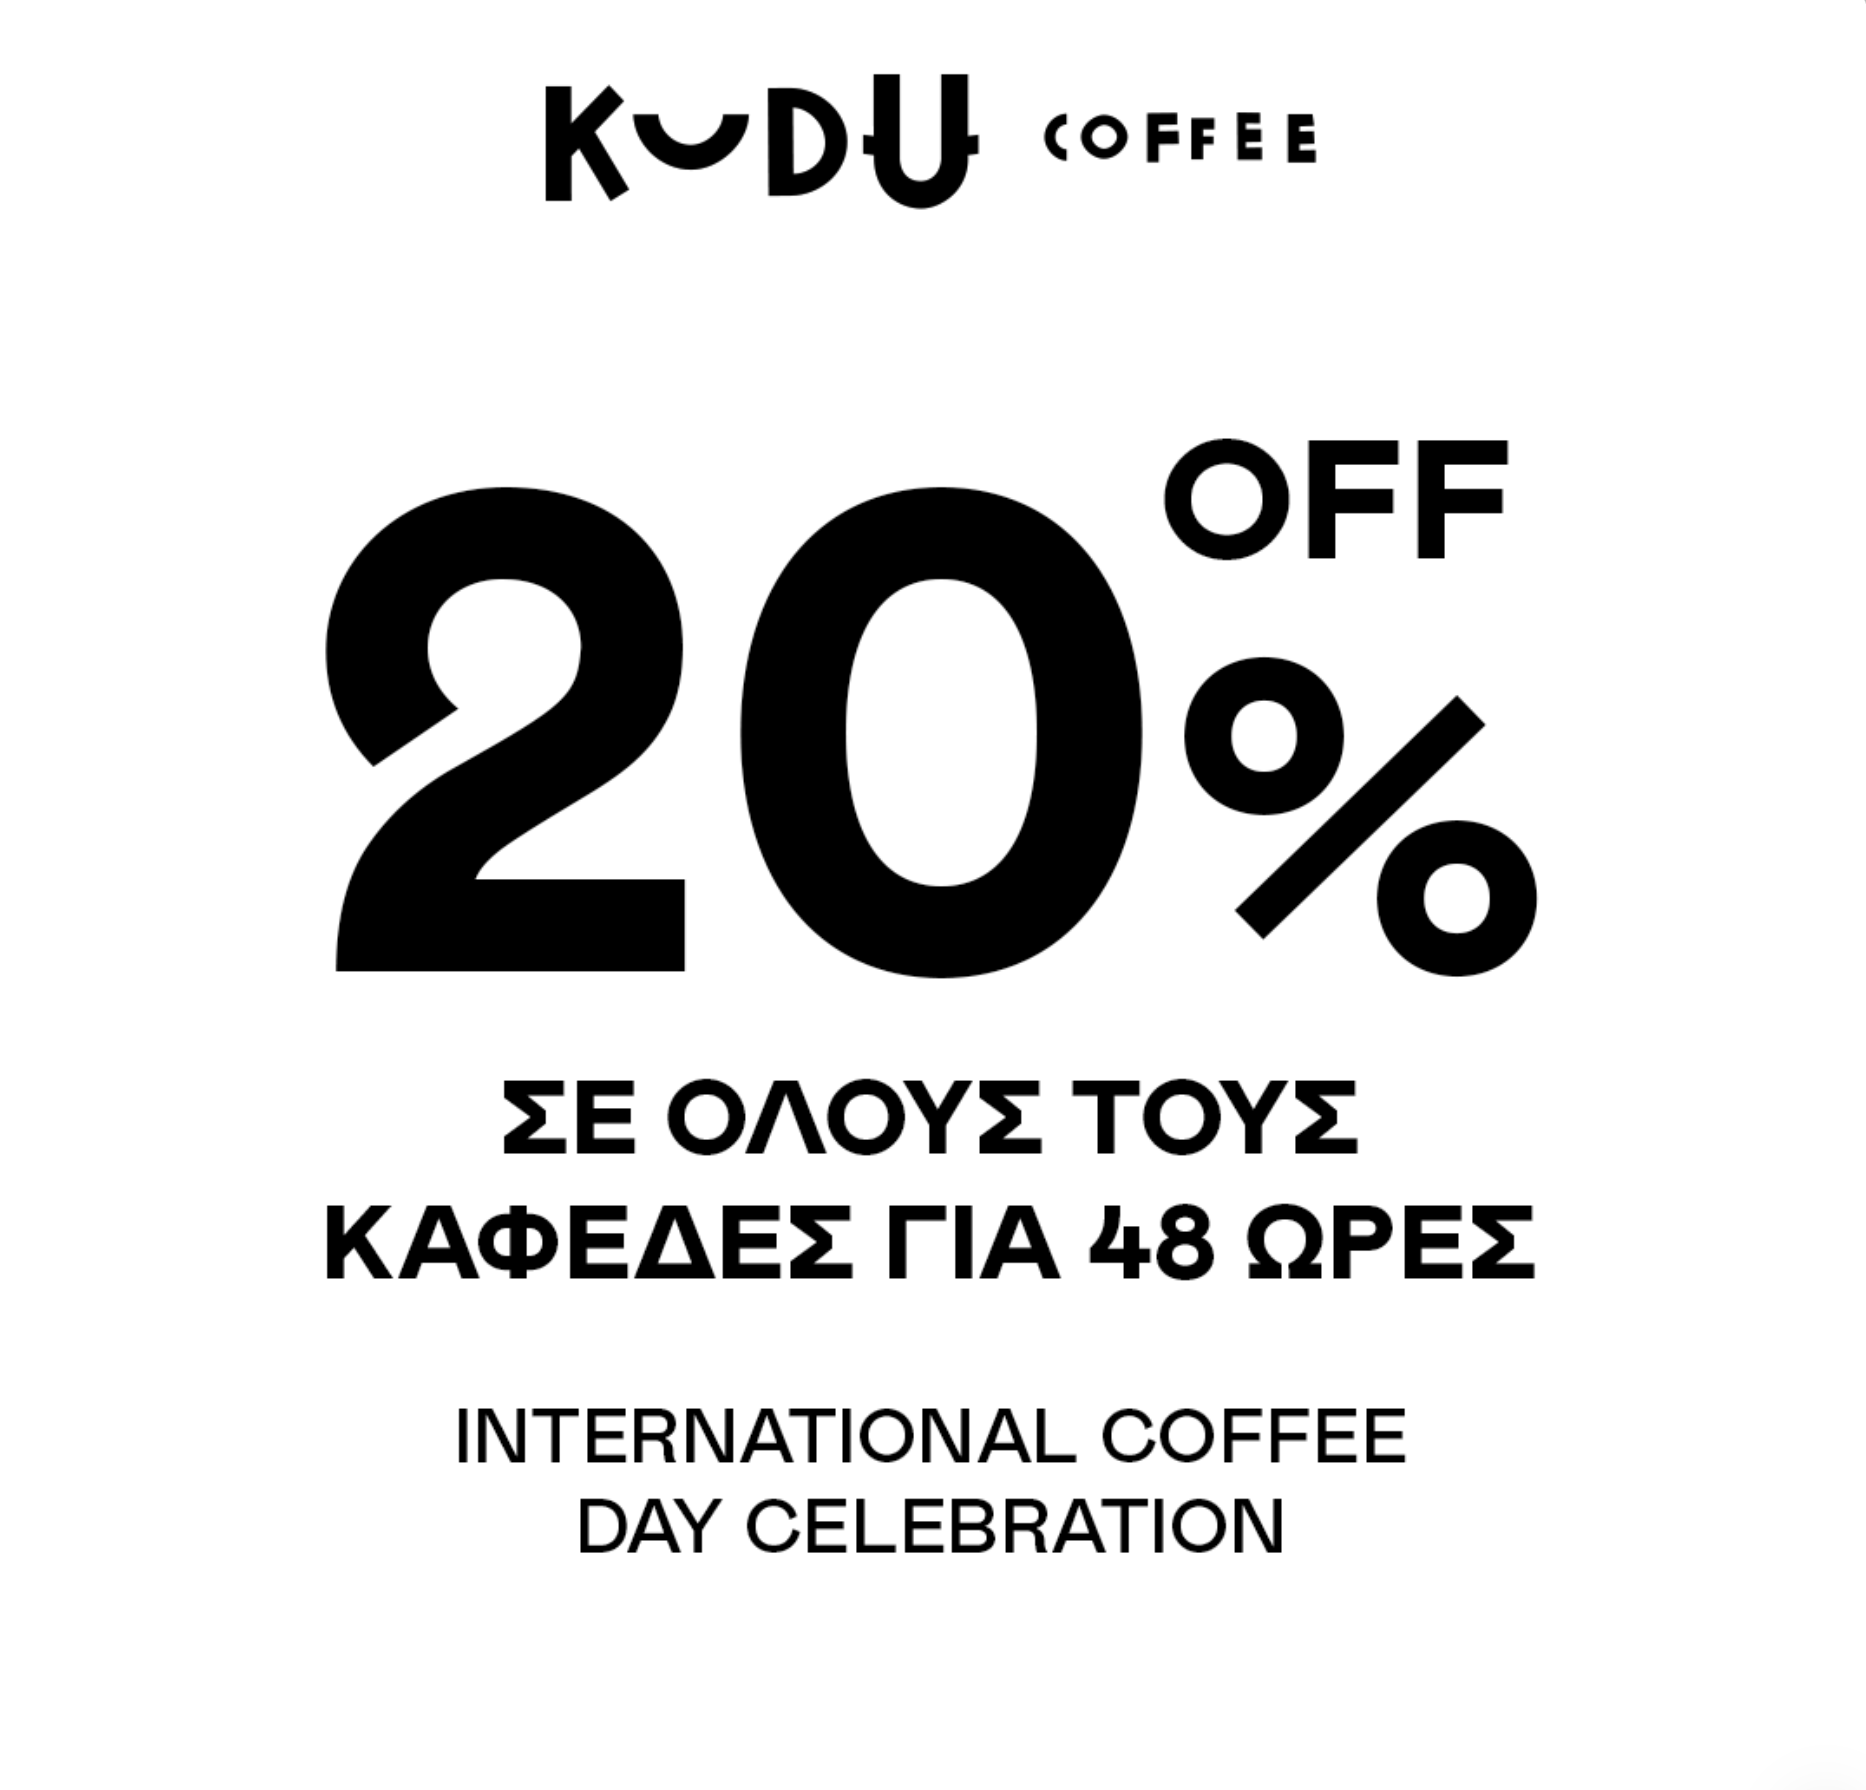 KUDU COFFEE
20% OFF
ΣΕ ΟΛΟΥΣ ΤΟΥΣ
ΚΑΦΕΔΕΣ ΓΙΑ 48 ΩΡΕΣ
INTERNATIONAL COFFEE
DAY CELEBRATION